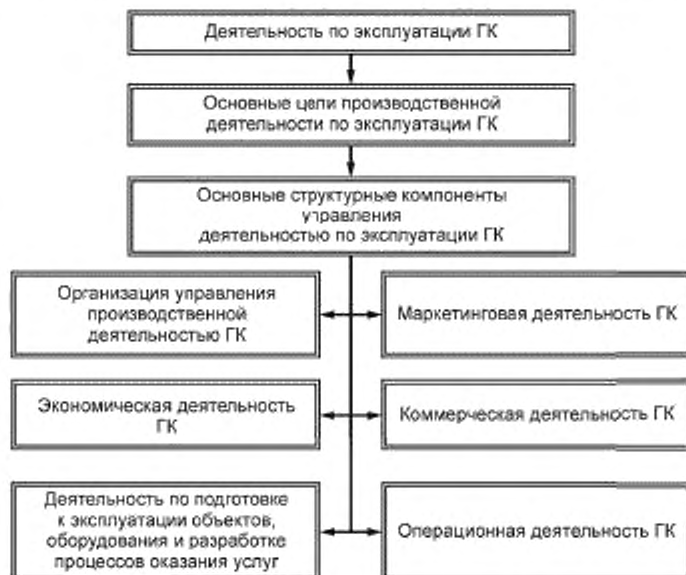 Деятельность по эксплуатации ГК
Основные цели производственной
деятельности по эксплуатации ГК
Основные структурные компоненты
управления
деятельностью по эксплуатации ГК
Организация управления
производственной
деятельностью ГК
Маркетинговая деятельность ГК
Экономическая деятельность
ГК
Коммерческая деятельность ГК
Деятельность по подготовке
к эксплуатации объектов,
оборудования и разработке
процессов оказания услуг
Операционная деятельность ГК